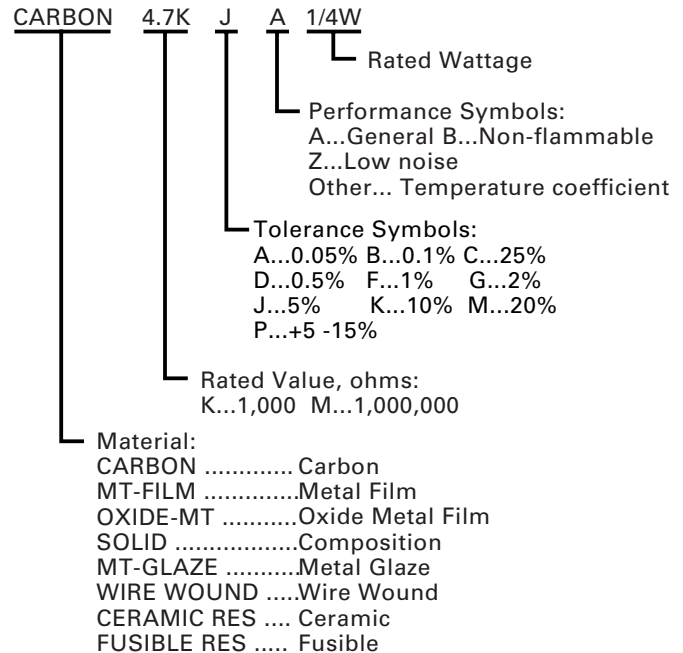 CARBON 4.7K J A 1/4W
Rated Wattage
Performance Symbols:
A...General B...Non-flammable
Z...Low noise
Other... Temperature coefficient
Tolerance Symbols:
A...0.05% B...0.1% C...25%
D...0.5% F...1% G...2%
J...5% K...10% M...20%
P...+5 -15%
Rated Value, ohms:
K...1,000 M...1,000,000
Material:
CARBON ............. Carbon
MT-FILM ..............Metal Film
OXIDE-MT ...........Oxide Metal Film
SOLID ..................Composition
MT-GLAZE ...........Metal Glaze
WIRE WOUND .....Wire Wound
CERAMIC RES .... Ceramic
FUSIBLE RES ..... Fusible